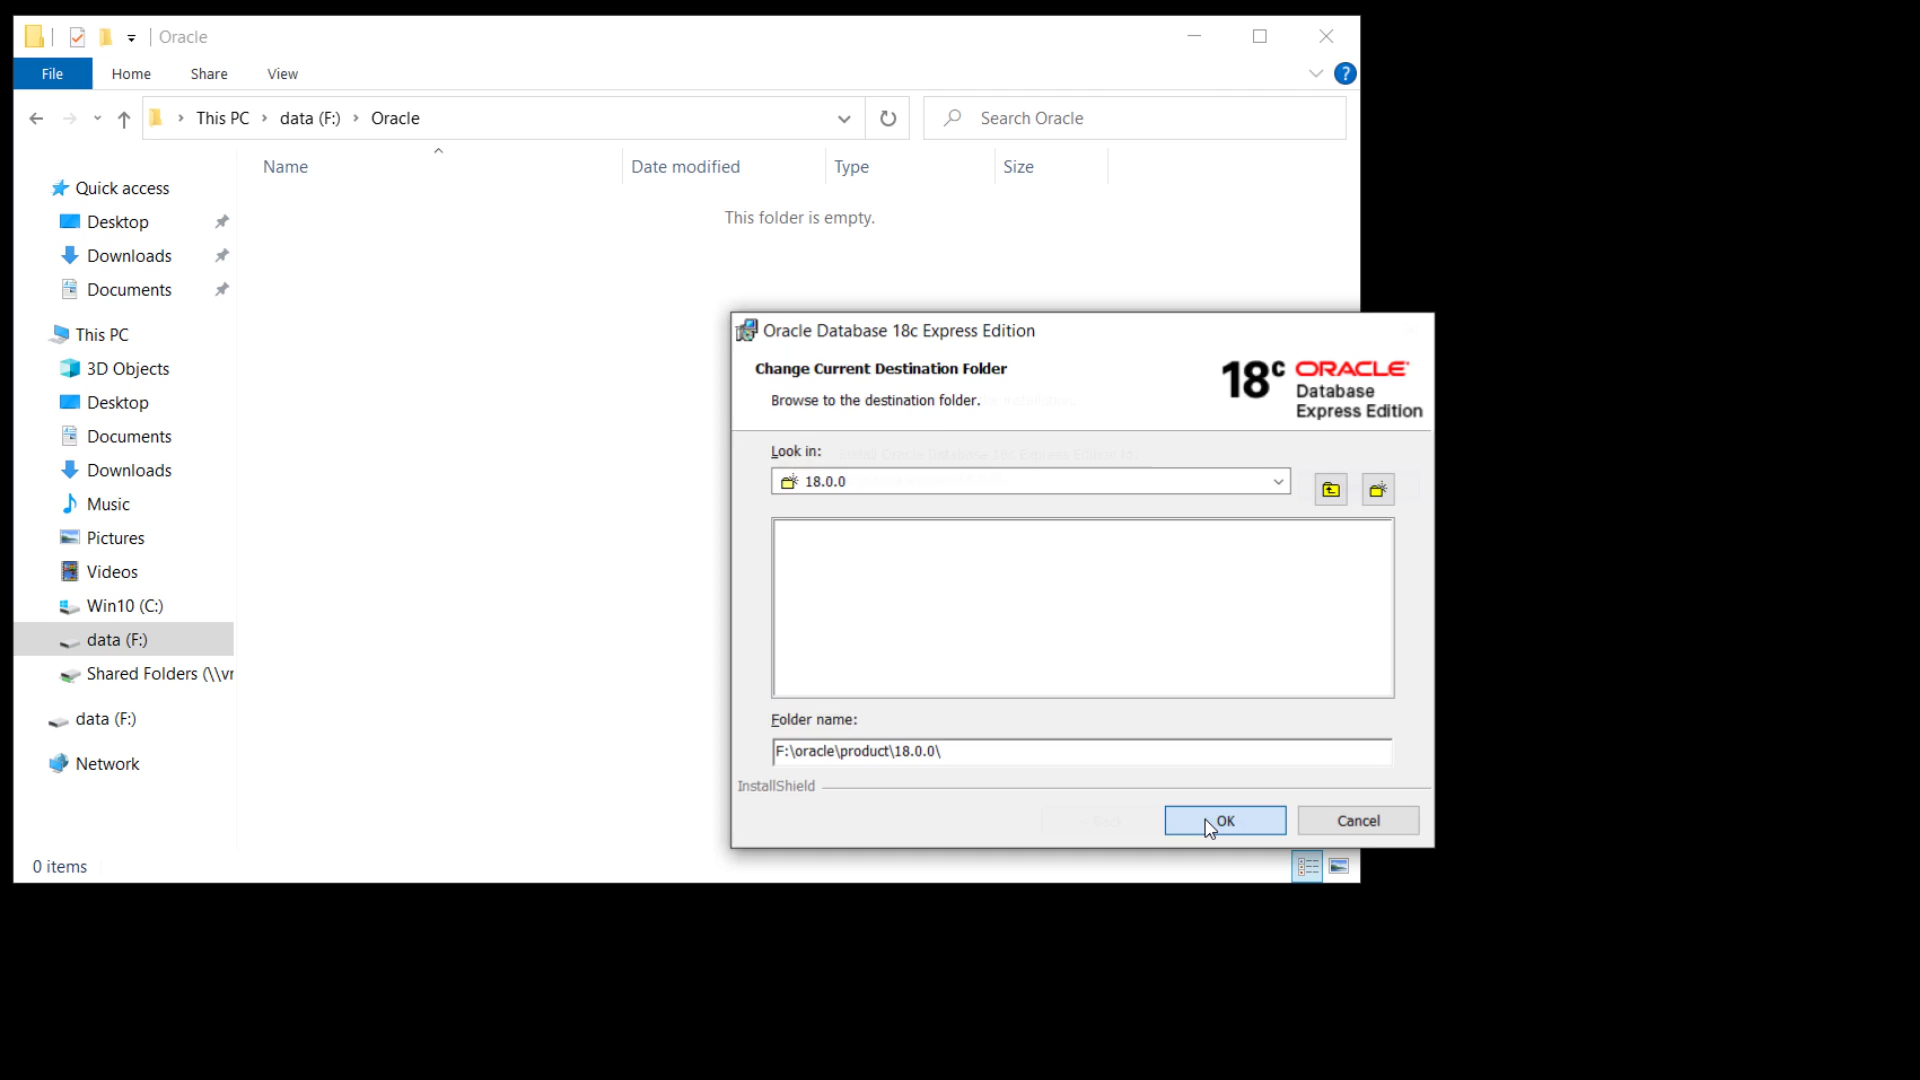 Oracle
File Home Share View
?
This PC data (F:) Oracle
Search Oracle
Name Date modified Type Size
This folder is empty.
Quick access
Desktop
Downloads
Documents
This PC
3D Objects
Desktop
Documents
Downloads
Music
Pictures
Videos
Win10 (C:)
data (F:)
Shared Folders (\\vr
data (F:)
Network
0 items
Oracle Database 18c Express Edition
Change Current Destination Folder
Browse to the destination folder.
18c ORACLE
Database
Express Edition
Look in:
18.0.0
Folder name:
F:\oracle\product\18.0.0\
InstallShield
OK Cancel